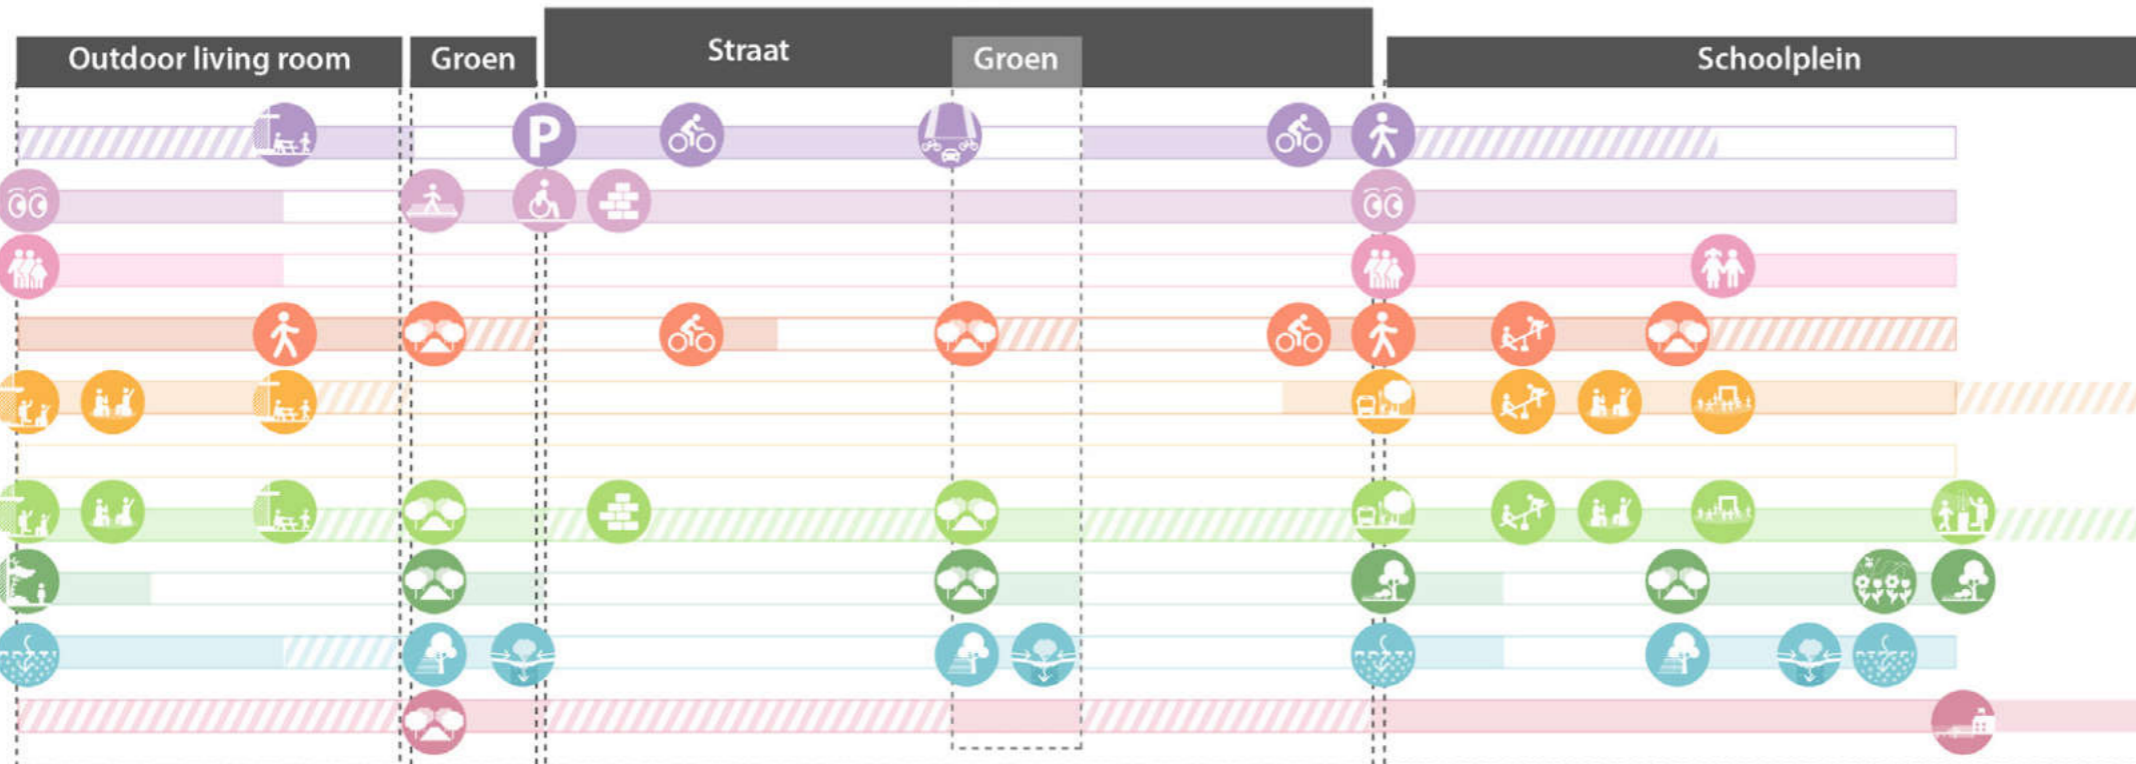 Outdoor living room
Groen
Straat
Groen
Schoolplein
P